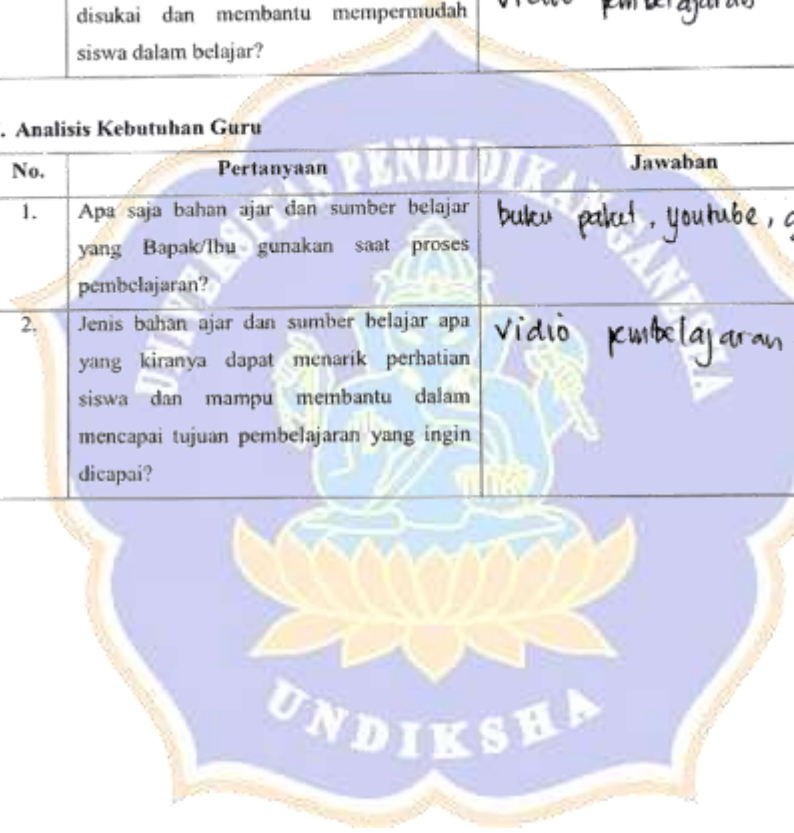 disukai dan membantu mempermudah
siswa dalam belajar?
vidio pembelajaran
. Analisis Kebutuhan Guru
No. Pertanyaan Jawaban
1. Apa saja bahan ajar dan sumber belajar
yang Bapak/Ibu gunakan saat proses
pembelajaran?
buku paket, youtube,
2. Jenis bahan ajar dan sumber belajar apa
yang kiranya dapat menarik perhatian
siswa dan mampu membantu dalam
mencapai tujuan pembelajaran yang ingin
dicapai?
Vidio pembelajaran
UNIVERSITAS PENDIDIKAN GANESHA
UNDIKSHA